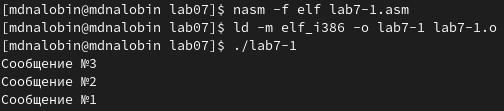 [mdnalobin@mdnalobin lab07]$ nasm -f elf lab7-1.asm
[mdnalobin@mdnalobin lab07]$ ld -m elf_i386 -o lab7-1 lab7-1.o
[mdnalobin@mdnalobin lab07]$ ./lab7-1
Сообщение №3
Сообщение №2
Сообщение №1